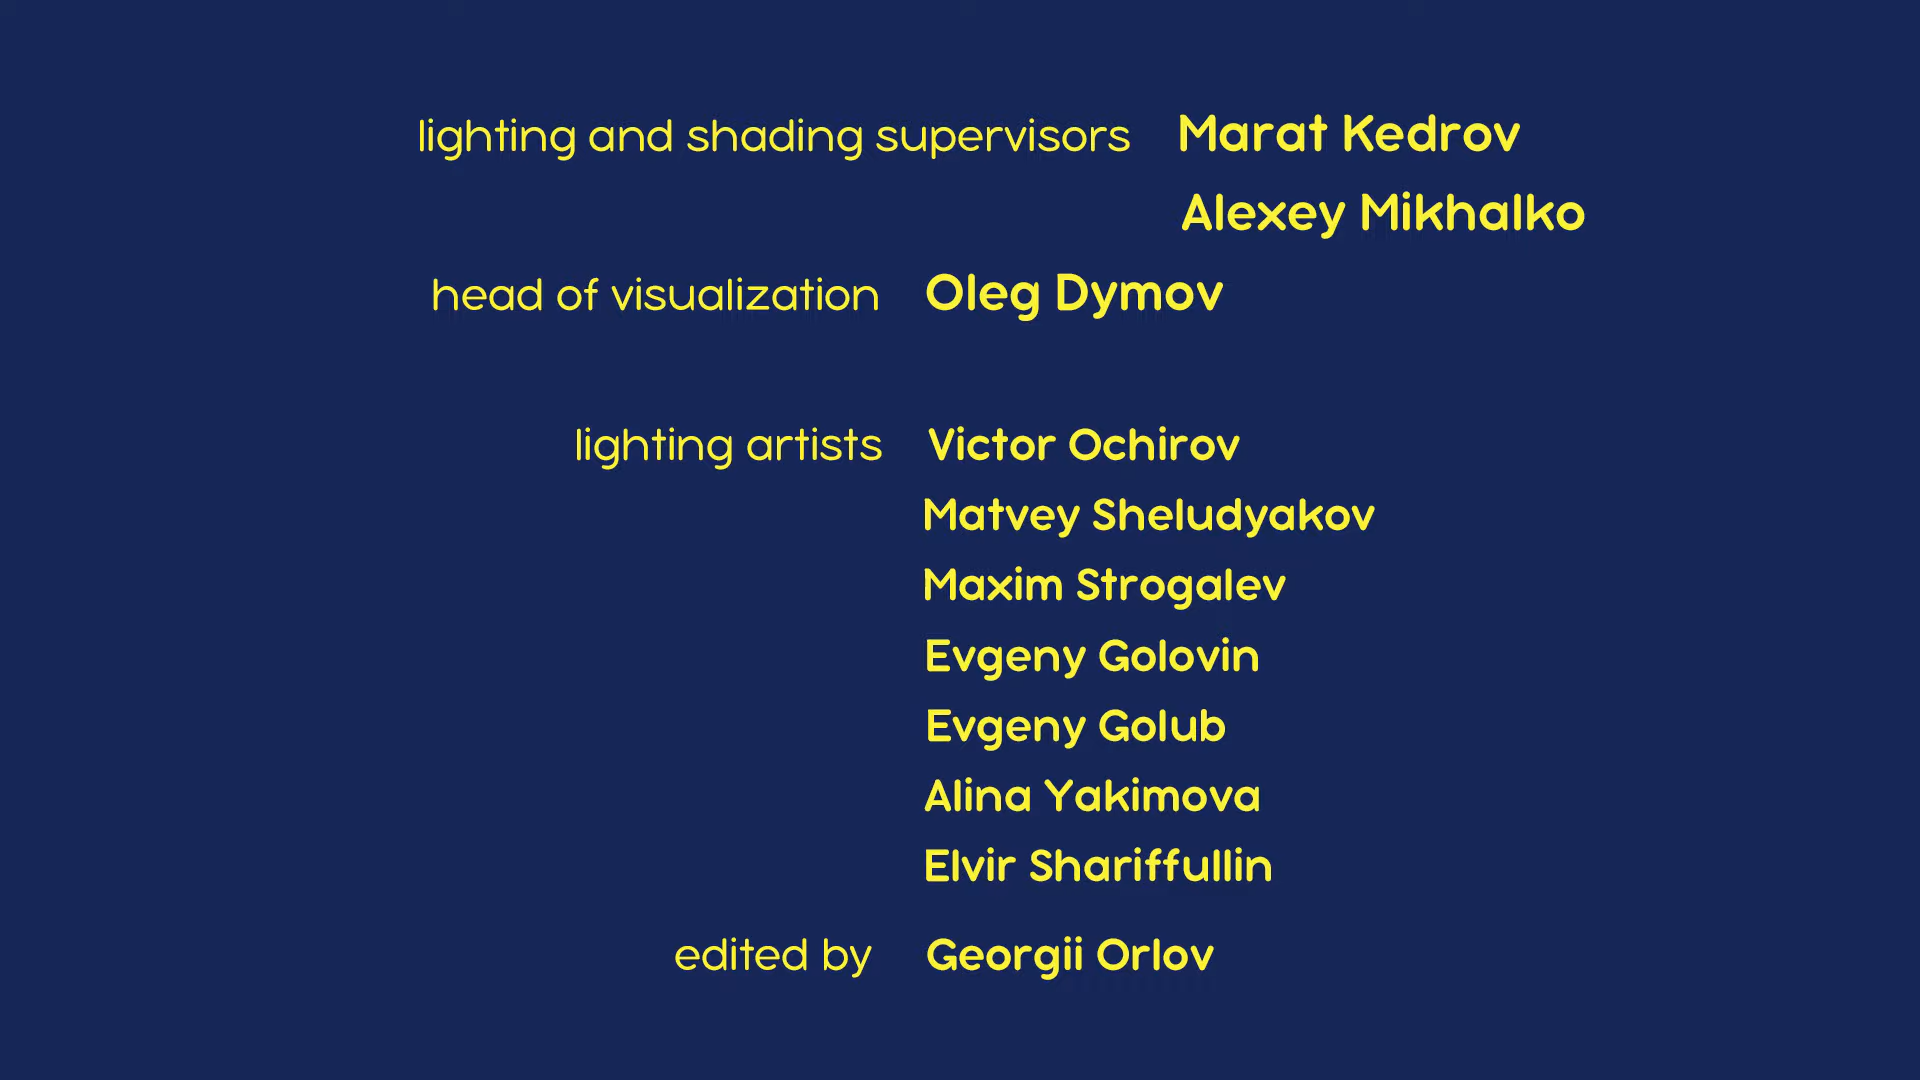 lighting and shading supervisors Marat Kedrov
Alexey Mikhalko
head of visualization Oleg Dymov
lighting artists Victor Ochirov
Matvey Sheludyakov
Maxim Strogalev
Evgeny Golovin
Evgeny Golub
Alina Yakimova
Elvir Shariffullin
edited by Georgii Orlov